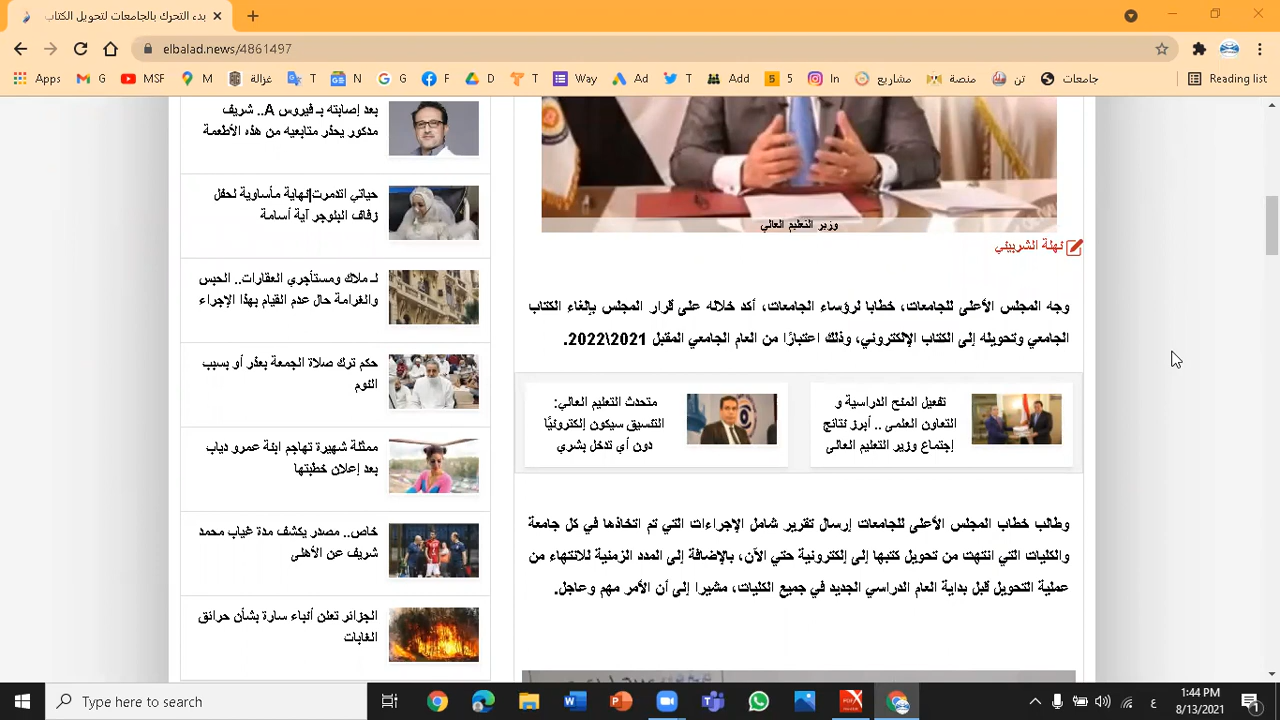 بدء التحرك بالجامعات لتحويل الكتاب
elbalad.news/4861497
Apps
G
MSF
M
غزالة
T
N
G
F
D
T
Way
Ad
T
Add
5
In
مشاريع
منصة
تن
جامعات
Reading list
وزير التعليم العالي
نهلة الشربيني
وجه المجلس الأعلى للجامعات، خطابا لرؤساء الجامعات، أكد خلاله على قرار المجلس بإلغاء الكتاب
الجامعي وتحويله إلى الكتاب الإلكتروني، وذلك اعتبارًا من العام الجامعي المقبل 2021\2022.
تفعيل المنح الدراسية و
التعاون العلمى .. أبرز نتائج
إجتماع وزير التعليم العالى
متحدث التعليم العالي:
التنسيق سيكون إلكترونيًا
دون أي تدخل بشري
وطالب خطاب المجلس الأعلى للجامعات إرسال تقرير شامل الإجراءات التي تم اتخاذها في كل جامعة
والكليات التي انتهت من تحويل كتبها إلى إلكترونية حتي الآن، بالإضافة إلى المدد الزمنية للانتهاء من
عملية التحويل قبل بداية العام الدراسي الجديد في جميع الكليات، مشيرا إلى أن الأمر مهم وعاجل.
بعد إصابته بـ فيروس A.. شريف
مدكور يحذر متابعيه من هذه الأطعمة
حياتي اتدمرت|نهاية مأساوية لحفل
زفاف البلوجر آية أسامة
لـ ملاك ومستأجري العقارات.. الحبس
والغرامة حال عدم القيام بهذا الإجراء
حكم ترك صلاة الجمعة بعذر أو بسبب
النوم
ممثلة شهيرة تهاجم ابنة عمرو دياب
بعد إعلان خطبتها
خاص.. مصدر يكشف مدة غياب محمد
شريف عن الأهلى
الجزائر تعلن أنباء سارة بشأن حرائق
الغابات
Type here to search
ع
1:44 PM
8/13/2021